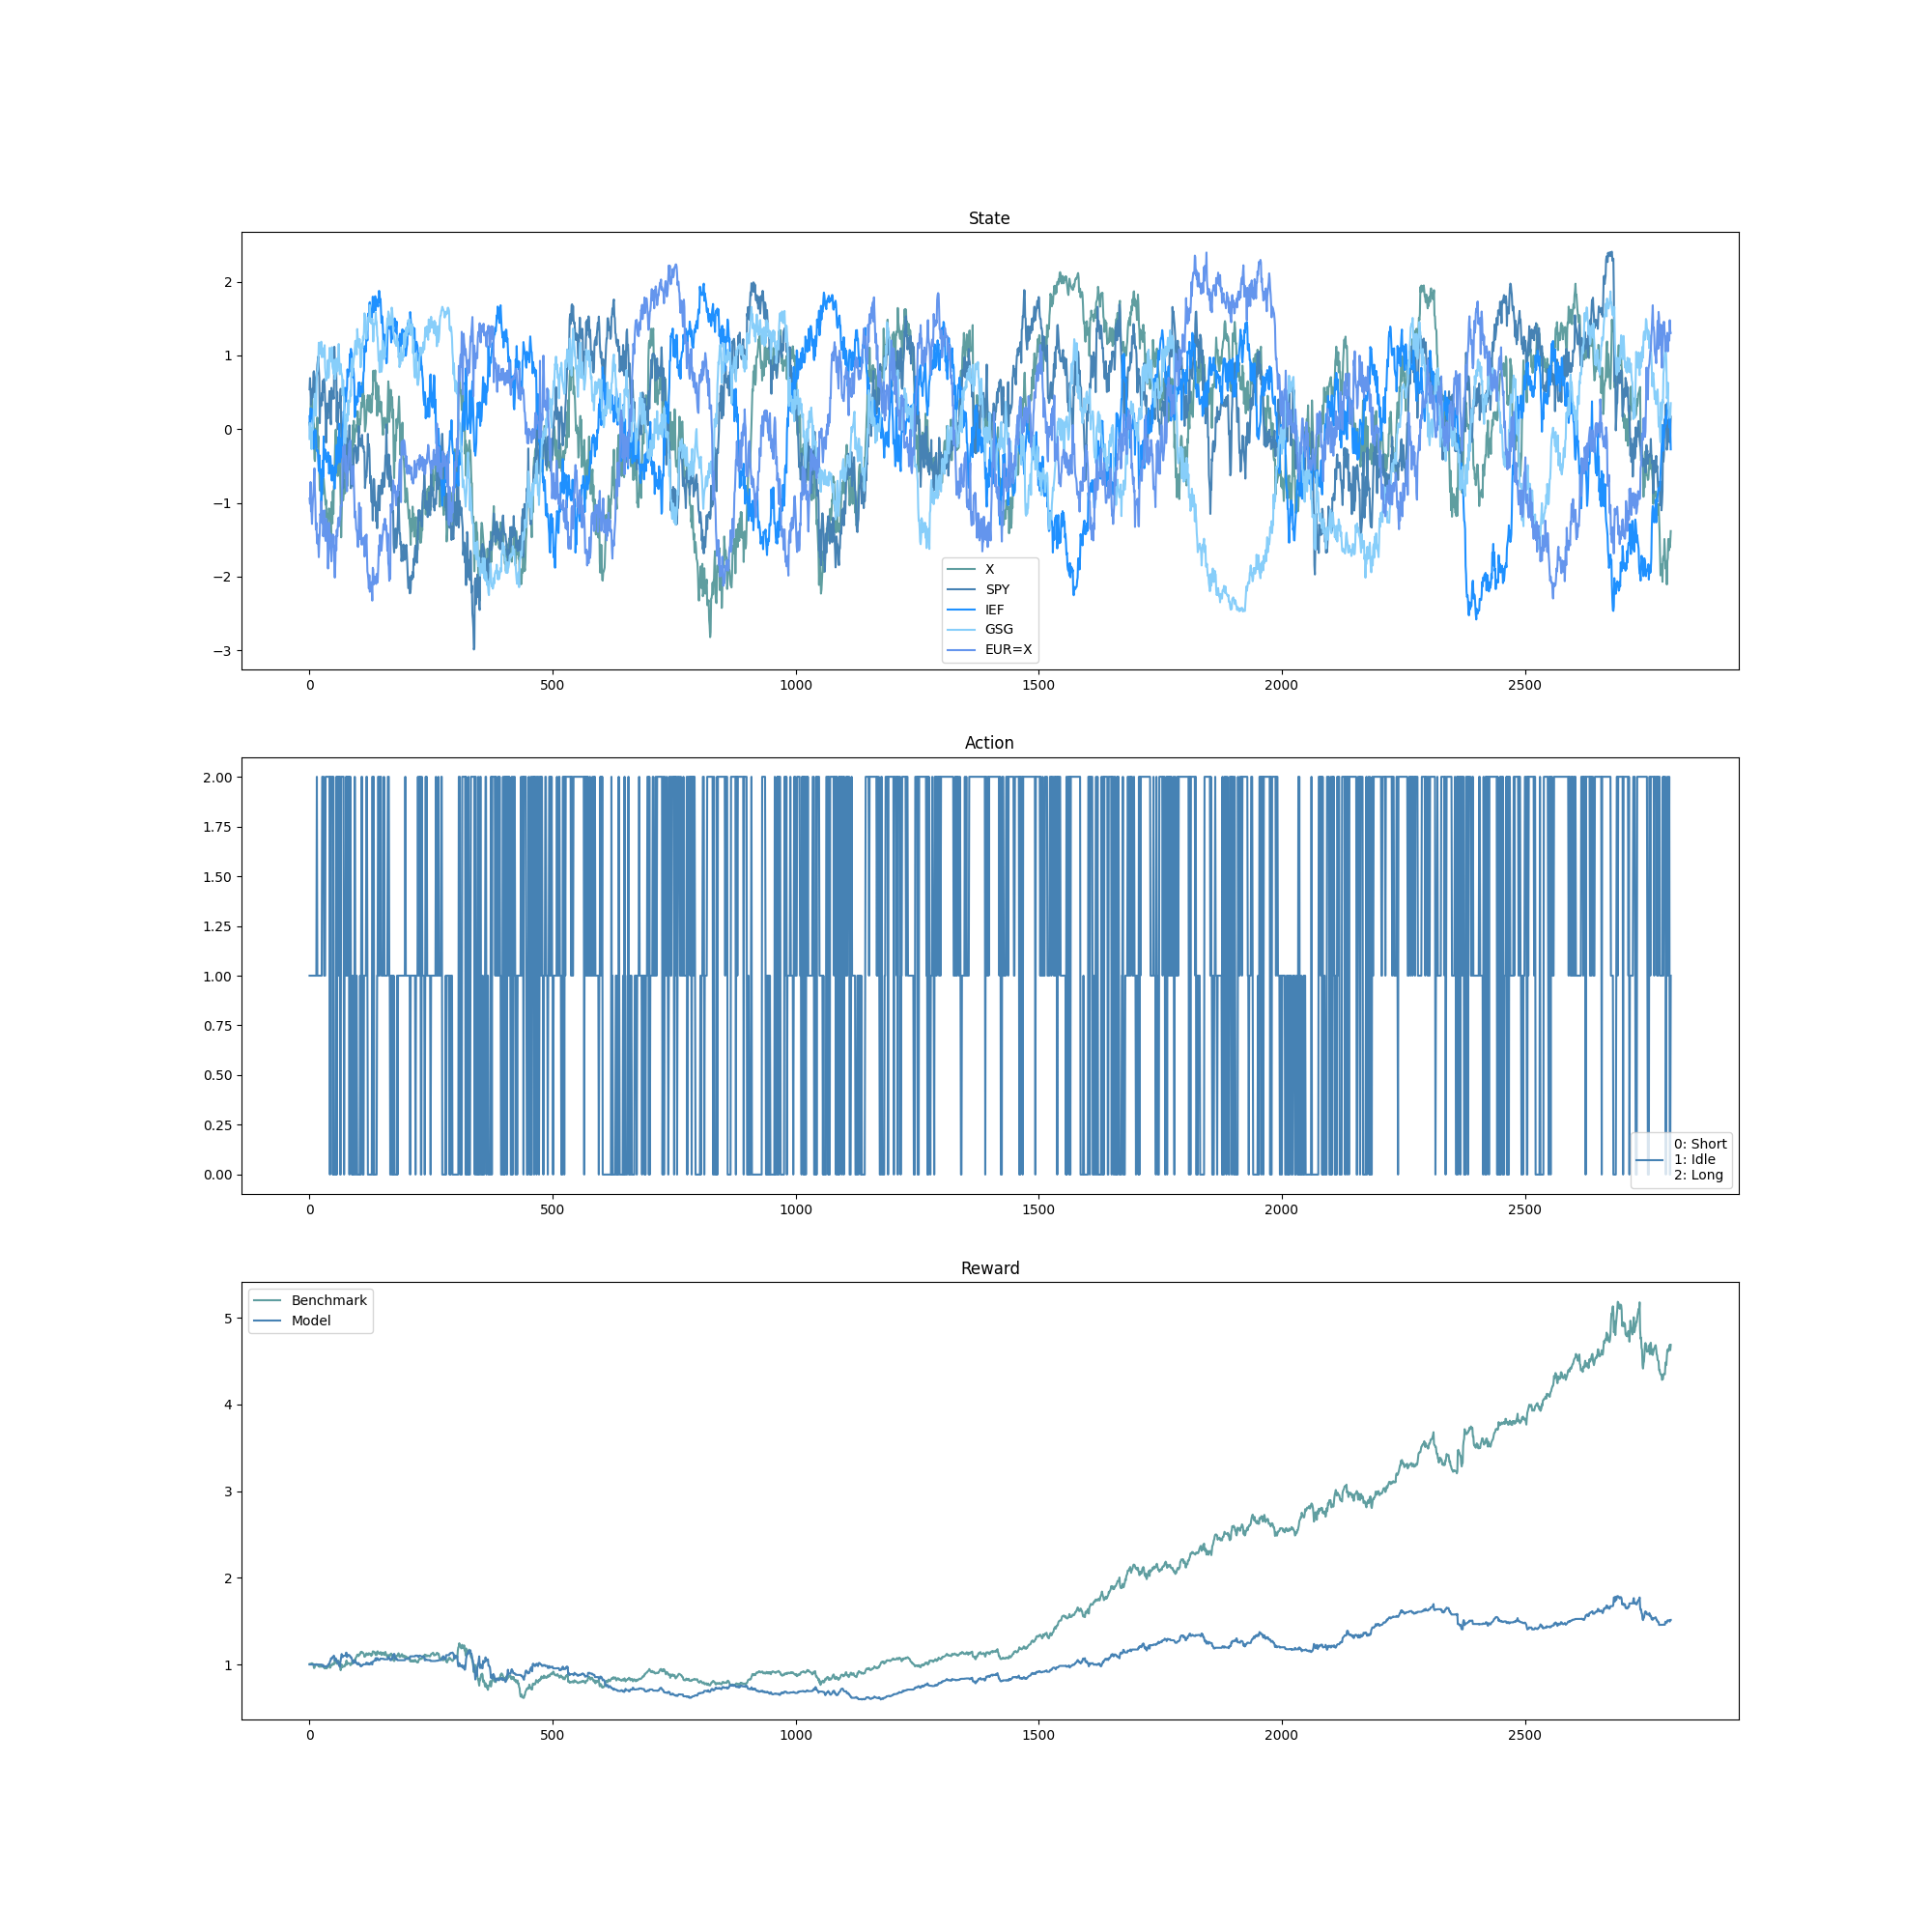 State
2
1
0
−1
−2
−3
X
SPY
IEF
GSG
EUR=X
0 500 1000 1500 2000 2500
Action
2.00
1.75
1.50
1.25
1.00
0.75
0.50
0.25
0.00
0: Short
1: Idle
2: Long
0 500 1000 1500 2000 2500
Reward
Benchmark
Model
5
4
3
2
1
0 500 1000 1500 2000 2500